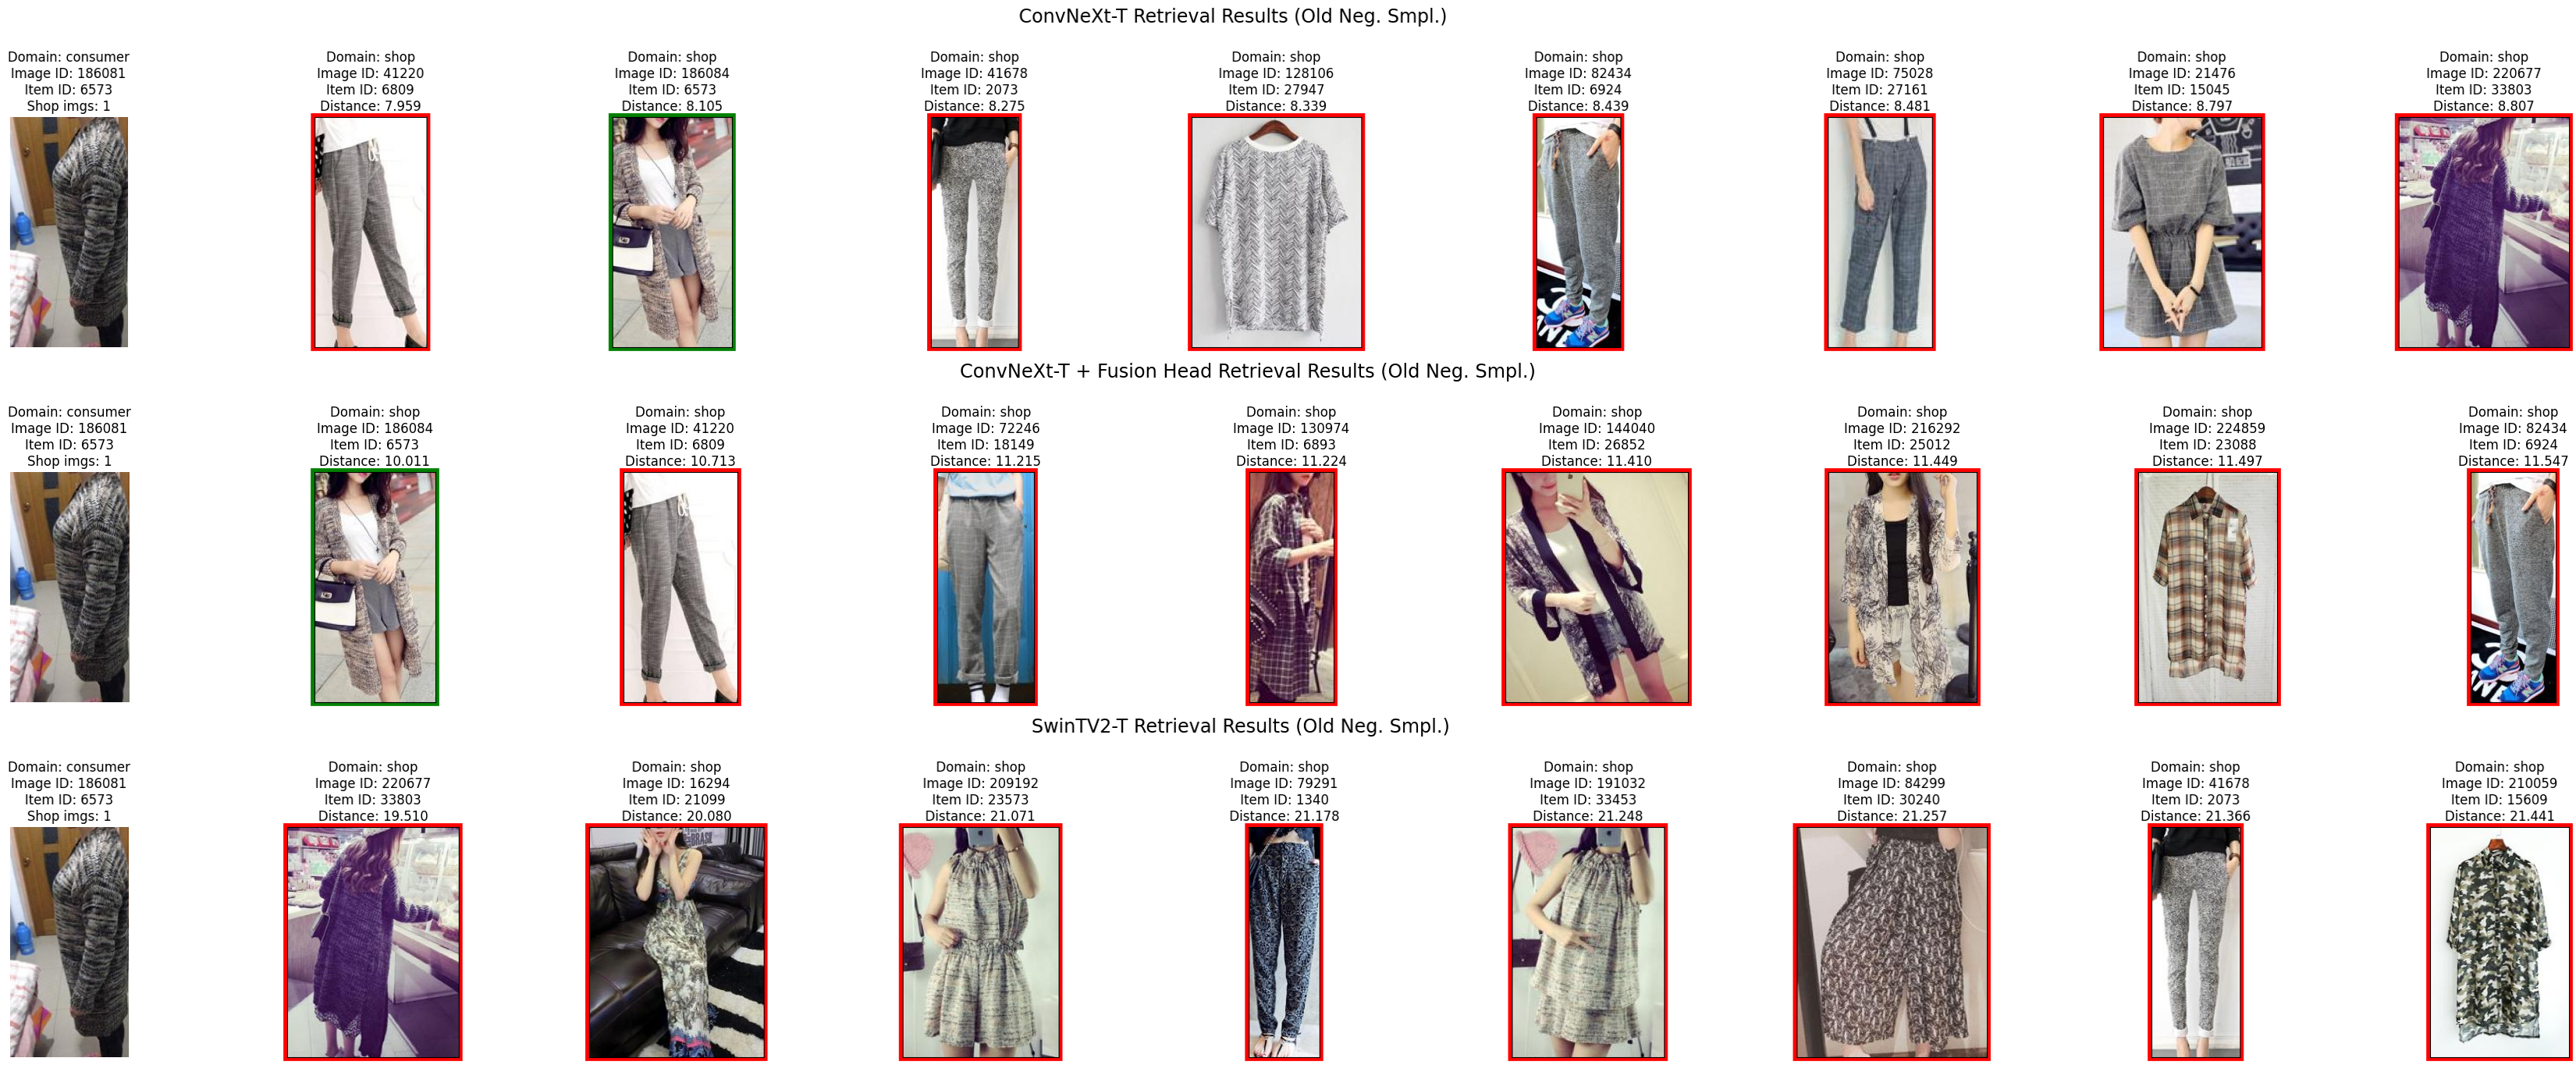 ConvNeXt-T Retrieval Results (Old Neg. Smpl.)
Domain: consumer
Image ID: 186081
Item ID: 6573
Shop imgs: 1
Domain: shop
Image ID: 41220
Item ID: 6809
Distance: 7.959
Domain: shop
Image ID: 186084
Item ID: 6573
Distance: 8.105
Domain: shop
Image ID: 41678
Item ID: 2073
Distance: 8.275
Domain: shop
Image ID: 128106
Item ID: 27947
Distance: 8.339
Domain: shop
Image ID: 82434
Item ID: 6924
Distance: 8.439
Domain: shop
Image ID: 75028
Item ID: 27161
Distance: 8.481
Domain: shop
Image ID: 21476
Item ID: 15045
Distance: 8.797
Domain: shop
Image ID: 220677
Item ID: 33803
Distance: 8.807
ConvNeXt-T + Fusion Head Retrieval Results (Old Neg. Smpl.)
Domain: consumer
Image ID: 186081
Item ID: 6573
Shop imgs: 1
Domain: shop
Image ID: 186084
Item ID: 6573
Distance: 10.011
Domain: shop
Image ID: 41220
Item ID: 6809
Distance: 10.713
Domain: shop
Image ID: 72246
Item ID: 18149
Distance: 11.215
Domain: shop
Image ID: 130974
Item ID: 6893
Distance: 11.224
Domain: shop
Image ID: 144040
Item ID: 26852
Distance: 11.410
Domain: shop
Image ID: 216292
Item ID: 25012
Distance: 11.449
Domain: shop
Image ID: 224859
Item ID: 23088
Distance: 11.497
Domain: shop
Image ID: 82434
Item ID: 6924
Distance: 11.547
SwinTV2-T Retrieval Results (Old Neg. Smpl.)
Domain: consumer
Image ID: 186081
Item ID: 6573
Shop imgs: 1
Domain: shop
Image ID: 220677
Item ID: 33803
Distance: 19.510
Domain: shop
Image ID: 16294
Item ID: 21099
Distance: 20.080
Domain: shop
Image ID: 209192
Item ID: 23573
Distance: 21.071
Domain: shop
Image ID: 79291
Item ID: 1340
Distance: 21.178
Domain: shop
Image ID: 191032
Item ID: 33453
Distance: 21.248
Domain: shop
Image ID: 84299
Item ID: 30240
Distance: 21.257
Domain: shop
Image ID: 41678
Item ID: 2073
Distance: 21.366
Domain: shop
Image ID: 210059
Item ID: 15609
Distance: 21.441